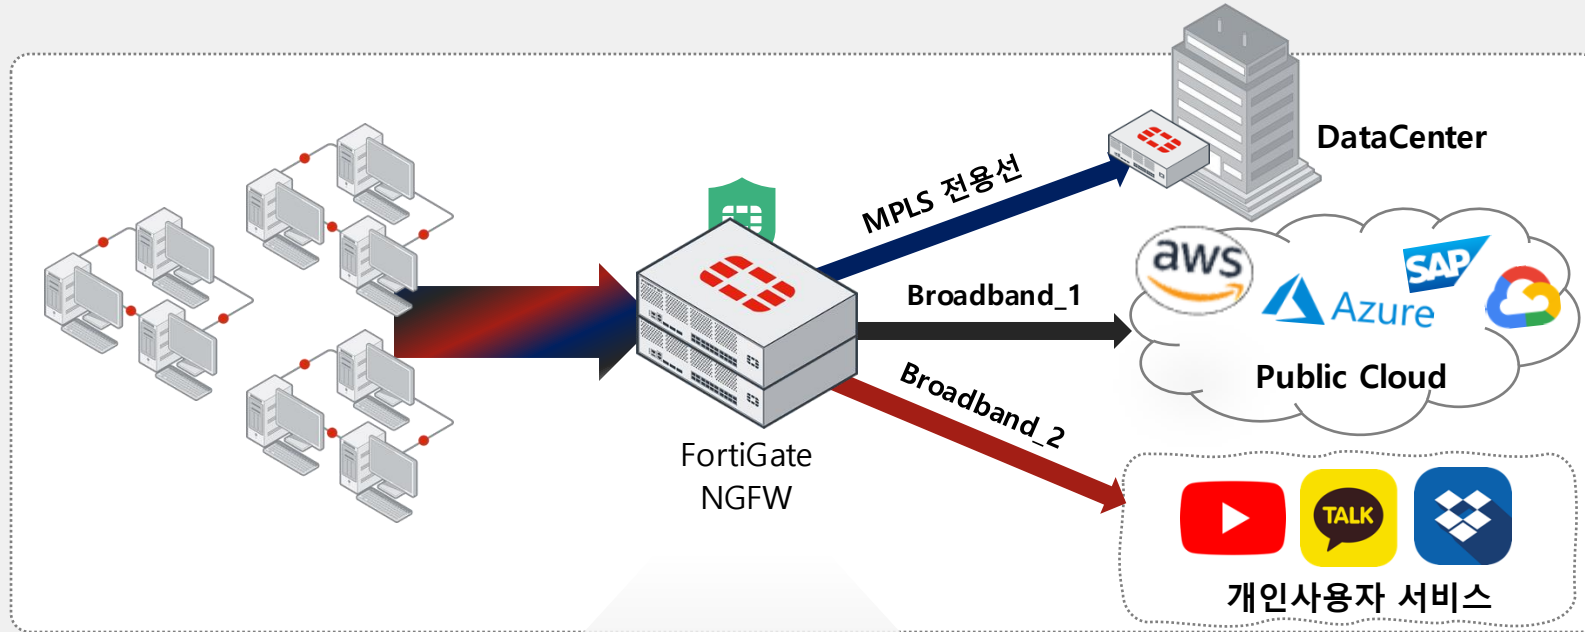 DataCenter
MPLS 전용선
aws
SAP
Azure
Broadband_1
Public Cloud
Broadband_2
FortiGate
NGFW
TALK
개인사용자 서비스